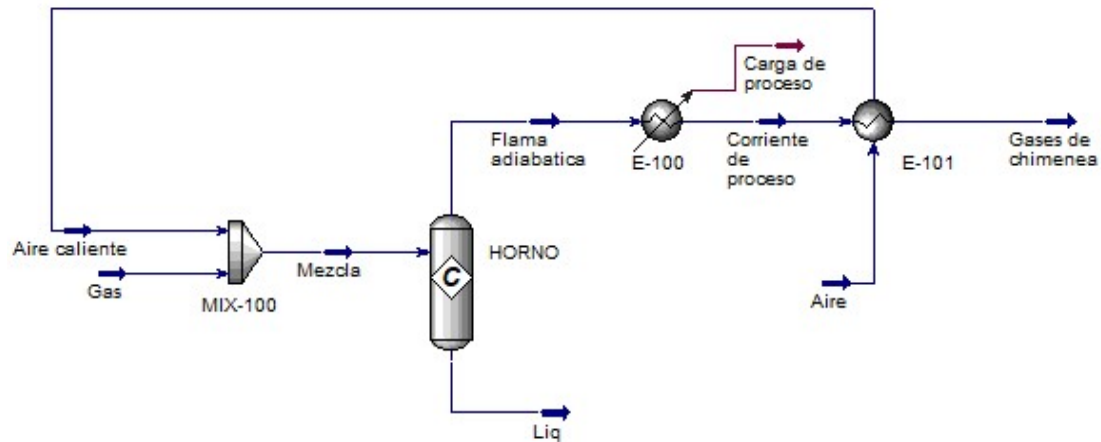 Carga de
proceso
Flama
adiabatica
E-100
Corriente
de
proceso
E-101
Gases de
chimenea
Aire caliente
Gas
MIX-100
Mezcla
C
HORNO
Aire
Liq